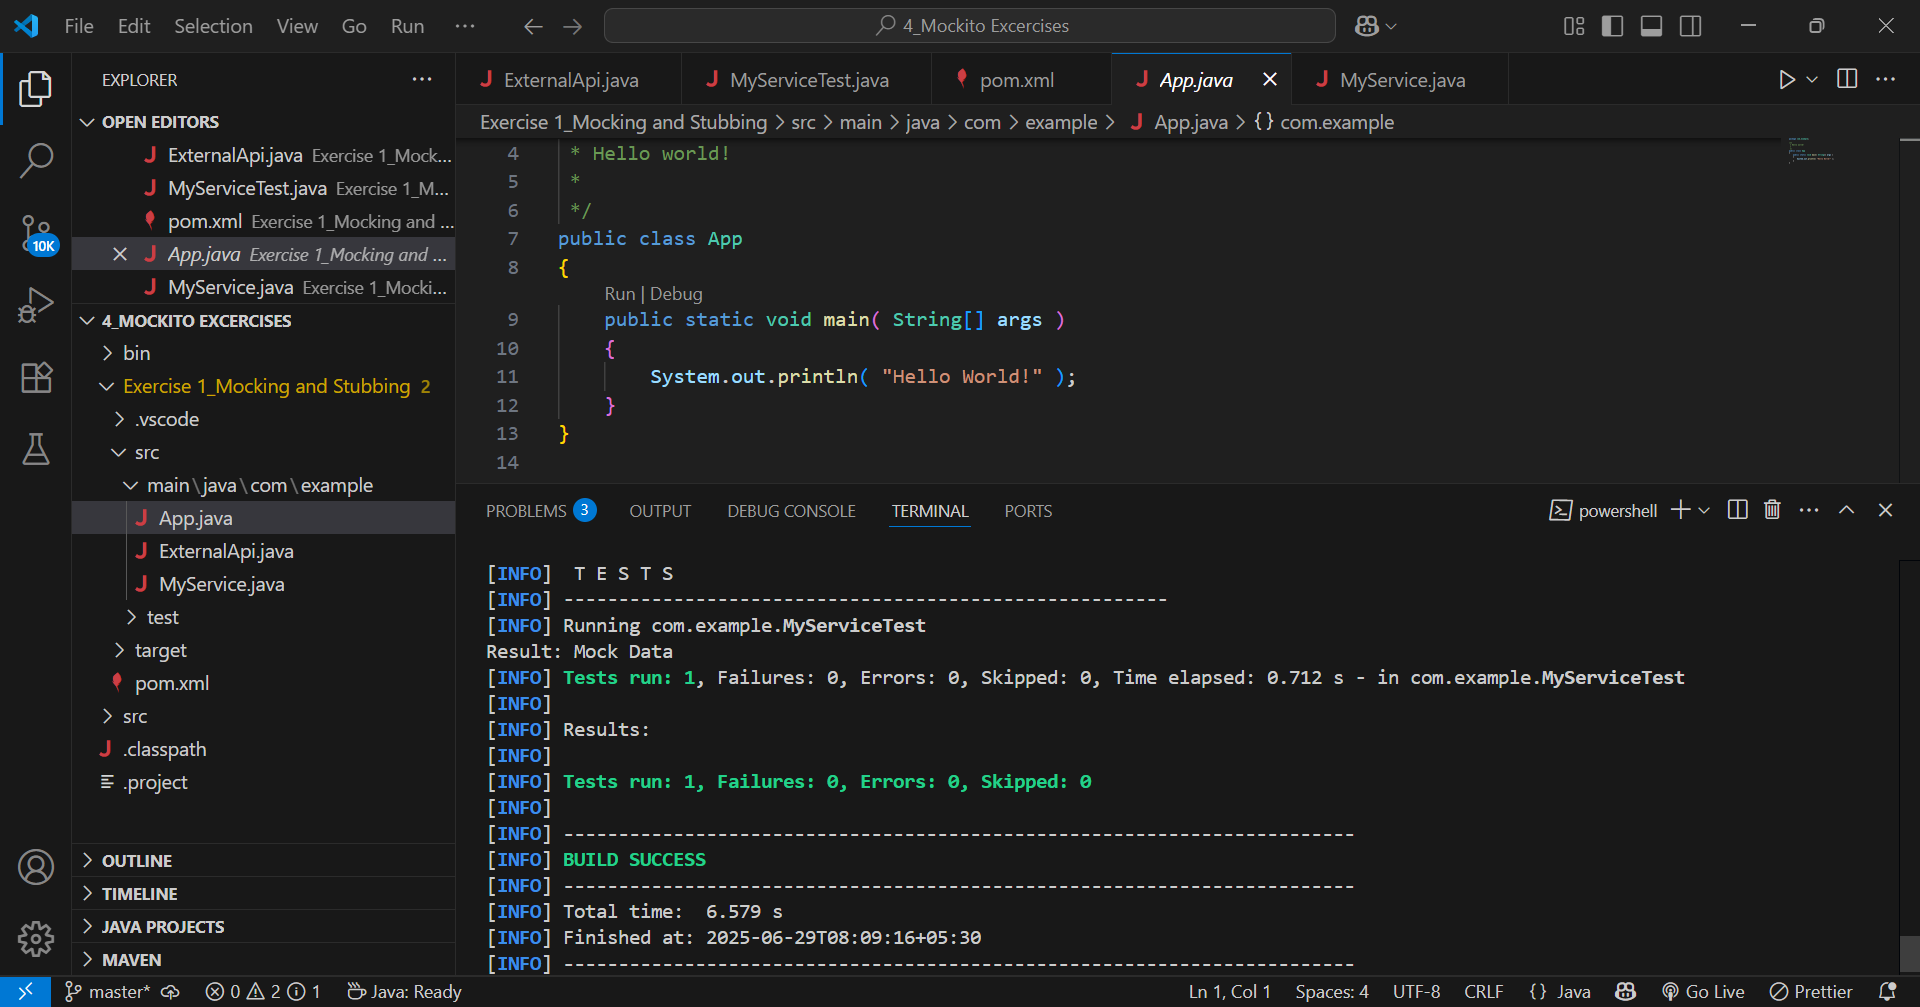 File Edit Selection View Go Run ···
4_Mockito Excercises
EXPLORER
OPEN EDITORS
ExternalApi.java Exercise 1_Mock...
MyServiceTest.java Exercise 1_M...
pom.xml Exercise 1_Mocking and ...
App.java Exercise 1_Mocking and ...
MyService.java Exercise 1_Mocki...
4_MOCKITO EXCERCISES
bin
Exercise 1_Mocking and Stubbing 2
.vscode
src
main\java\com\example
App.java
ExternalApi.java
MyService.java
test
target
pom.xml
src
.classpath
.project
OUTLINE
TIMELINE
JAVA PROJECTS
MAVEN
10K
ExternalApi.java MyServiceTest.java pom.xml App.java MyService.java
Exercise 1_Mocking and Stubbing > src > main > java > com > example > App.java > {} com.example
4 * Hello world!
5 *
6 */
7 public class App
8 {
Run | Debug
9 public static void main( String[] args )
10 {
11 System.out.println( "Hello World!" );
12 }
13 }
14
PROBLEMS 3 OUTPUT DEBUG CONSOLE TERMINAL PORTS
powershell
[INFO] T E S T S
[INFO] -------------------------------------------------------
[INFO] Running com.example.MyServiceTest
Result: Mock Data
[INFO] Tests run: 1, Failures: 0, Errors: 0, Skipped: 0, Time elapsed: 0.712 s - in com.example.MyServiceTest
[INFO]
[INFO] Results:
[INFO]
[INFO] Tests run: 1, Failures: 0, Errors: 0, Skipped: 0
[INFO]
[INFO] ------------------------------------------------------------------------
[INFO] BUILD SUCCESS
[INFO] ------------------------------------------------------------------------
[INFO] Total time:  6.579 s
[INFO] Finished at: 2025-06-29T08:09:16+05:30
[INFO] ------------------------------------------------------------------------
master* 0 2 1 Java: Ready Ln 1, Col 1 Spaces: 4 UTF-8 CRLF {} Java Go Live Prettier